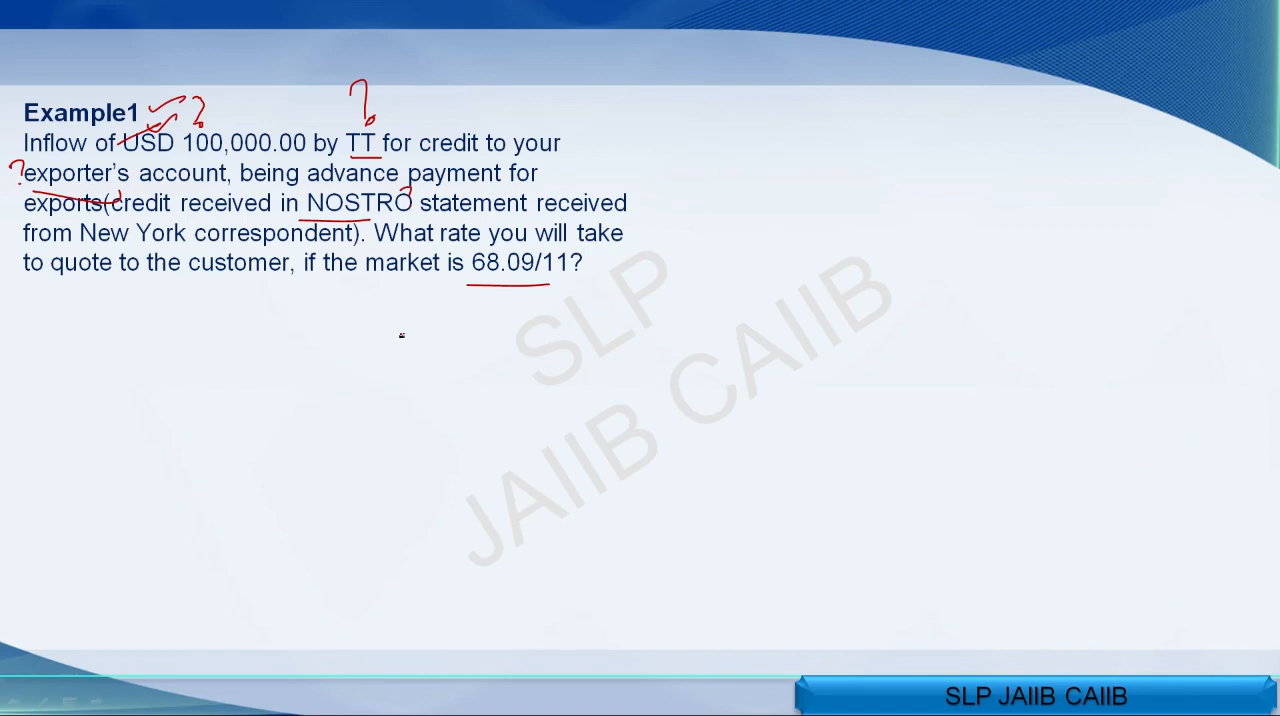 Example1
Inflow of USD 100,000.00 by TT for credit to your
exporter's account, being advance payment for
exports(credit received in NOSTRO statement received
from New York correspondent). What rate you will take
to quote to the customer, if the market is 68.09/11?
SLP
JAIIB CAIIB
SLP JAIIB CAIIB